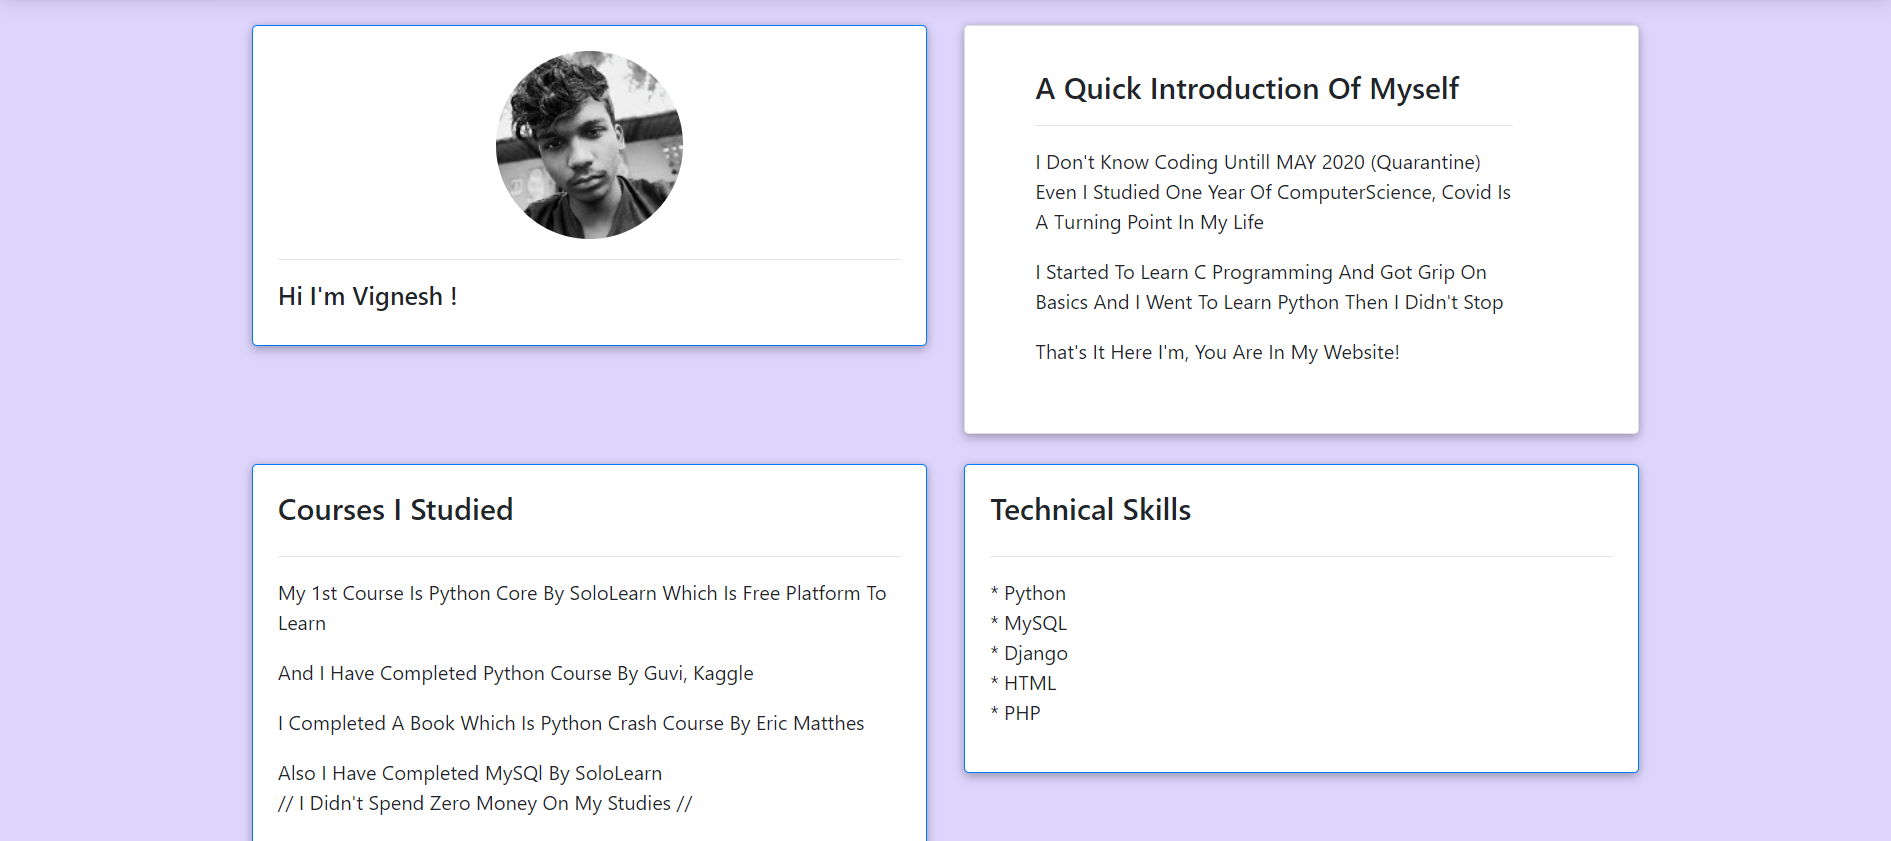 Hi I'm Vignesh !
A Quick Introduction Of Myself
I Don't Know Coding Untill MAY 2020 (Quarantine)
Even I Studied One Year Of ComputerScience, Covid Is
A Turning Point In My Life
I Started To Learn C Programming And Got Grip On
Basics And I Went To Learn Python Then I Didn't Stop
That's It Here I'm, You Are In My Website!
Courses I Studied
My 1st Course Is Python Core By SoloLearn Which Is Free Platform To
Learn
And I Have Completed Python Course By Guvi, Kaggle
I Completed A Book Which Is Python Crash Course By Eric Matthes
Also I Have Completed MySQl By SoloLearn
// I Didn't Spend Zero Money On My Studies //
Technical Skills
* Python
* MySQL
* Django
* HTML
* PHP